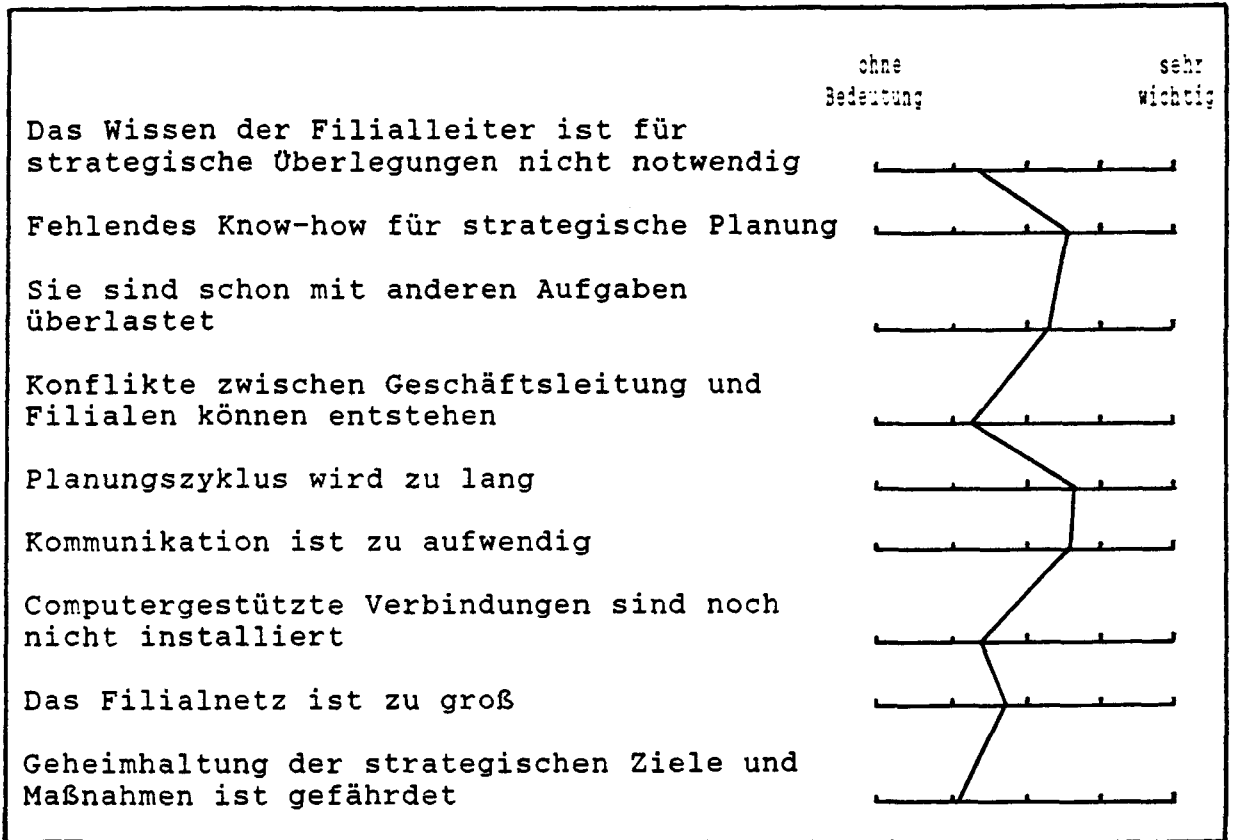 ohne sehr
Bedeutung wichtig
Das Wissen der Filialleiter ist für
strategische Überlegungen nicht notwendig
Fehlendes Know-how für strategische Planung
Sie sind schon mit anderen Aufgaben
überlastet
Konflikte zwischen Geschäftsleitung und
Filialen können entstehen
Planungszyklus wird zu lang
Kommunikation ist zu aufwendig
Computergestützte Verbindungen sind noch
nicht installiert
Das Filialnetz ist zu groß
Geheimhaltung der strategischen Ziele und
Maßnahmen ist gefährdet